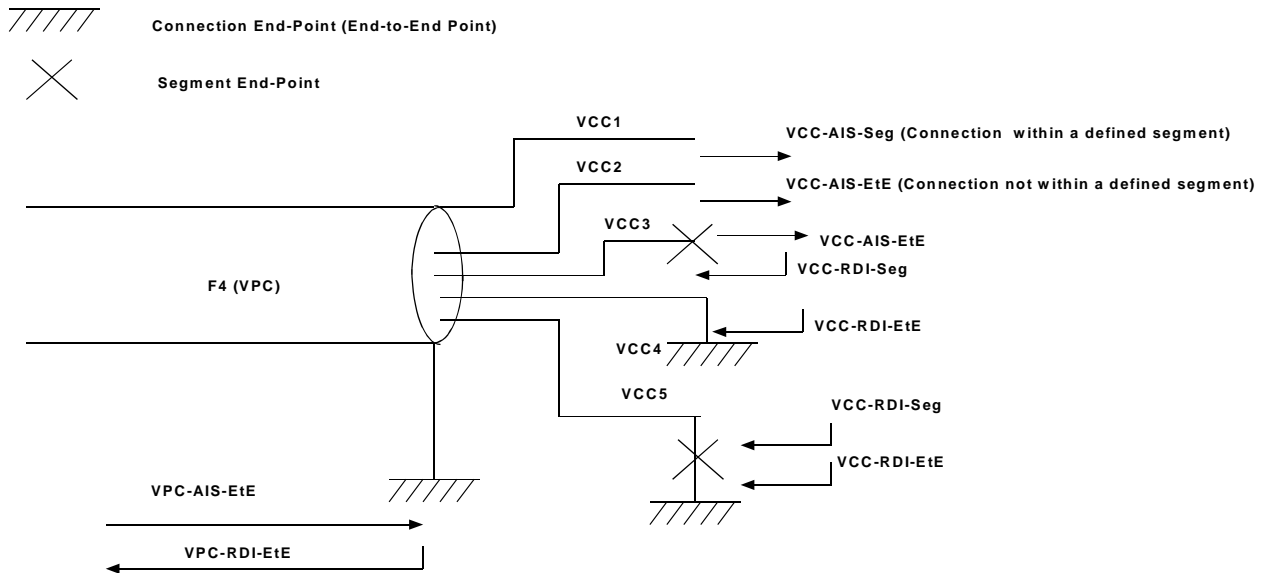 Connection End-Point (End-to-End Point)
Segment End-Point
VCC1
VCC-AIS-Seg (Connection within a defined segment)
VCC2
VCC-AIS-EtE (Connection not within a defined segment)
VCC3
VCC-AIS-EtE
VCC-RDI-Seg
F4 (VPC)
VCC-RDI-EtE
VCC4
VCC5
VCC-RDI-Seg
VCC-RDI-EtE
VPC-AIS-EtE
VPC-RDI-EtE